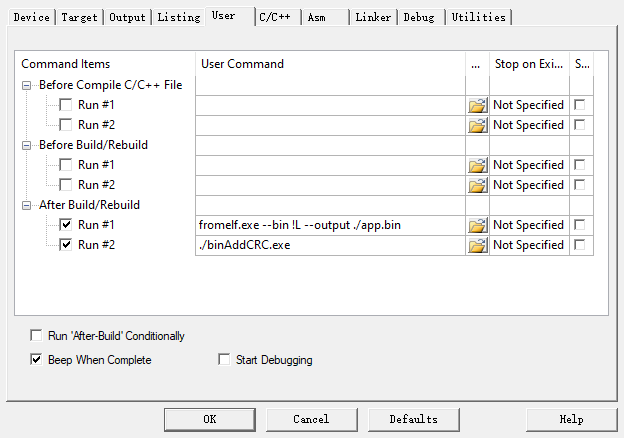 Device Target Output Listing User C/C++ Asm Linker Debug Utilities
Command Items User Command ... Stop on Exi... S...
Before Compile C/C++ File
Run #1 Not Specified
Run #2 Not Specified
Before Build/Rebuild
Run #1 Not Specified
Run #2 Not Specified
After Build/Rebuild
Run #1 fromelf.exe --bin !L --output ./app.bin Not Specified
Run #2 ./binAddCRC.exe Not Specified
Run 'After-Build' Conditionally
Beep When Complete Start Debugging
OK Cancel Defaults Help